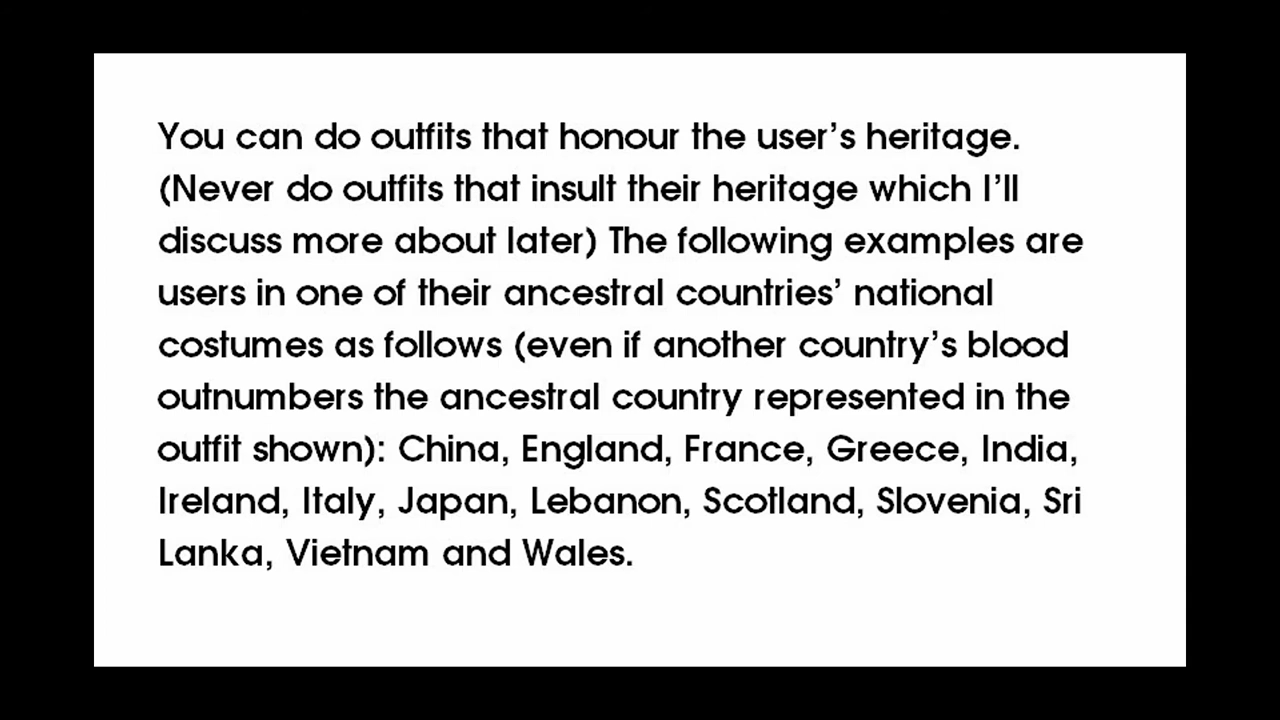 You can do outfits that honour the user’s heritage.
(Never do outfits that insult their heritage which I’ll
discuss more about later) The following examples are
users in one of their ancestral countries’ national
costumes as follows (even if another country’s blood
outnumbers the ancestral country represented in the
outfit shown): China, England, France, Greece, India,
Ireland, Italy, Japan, Lebanon, Scotland, Slovenia, Sri
Lanka, Vietnam and Wales.